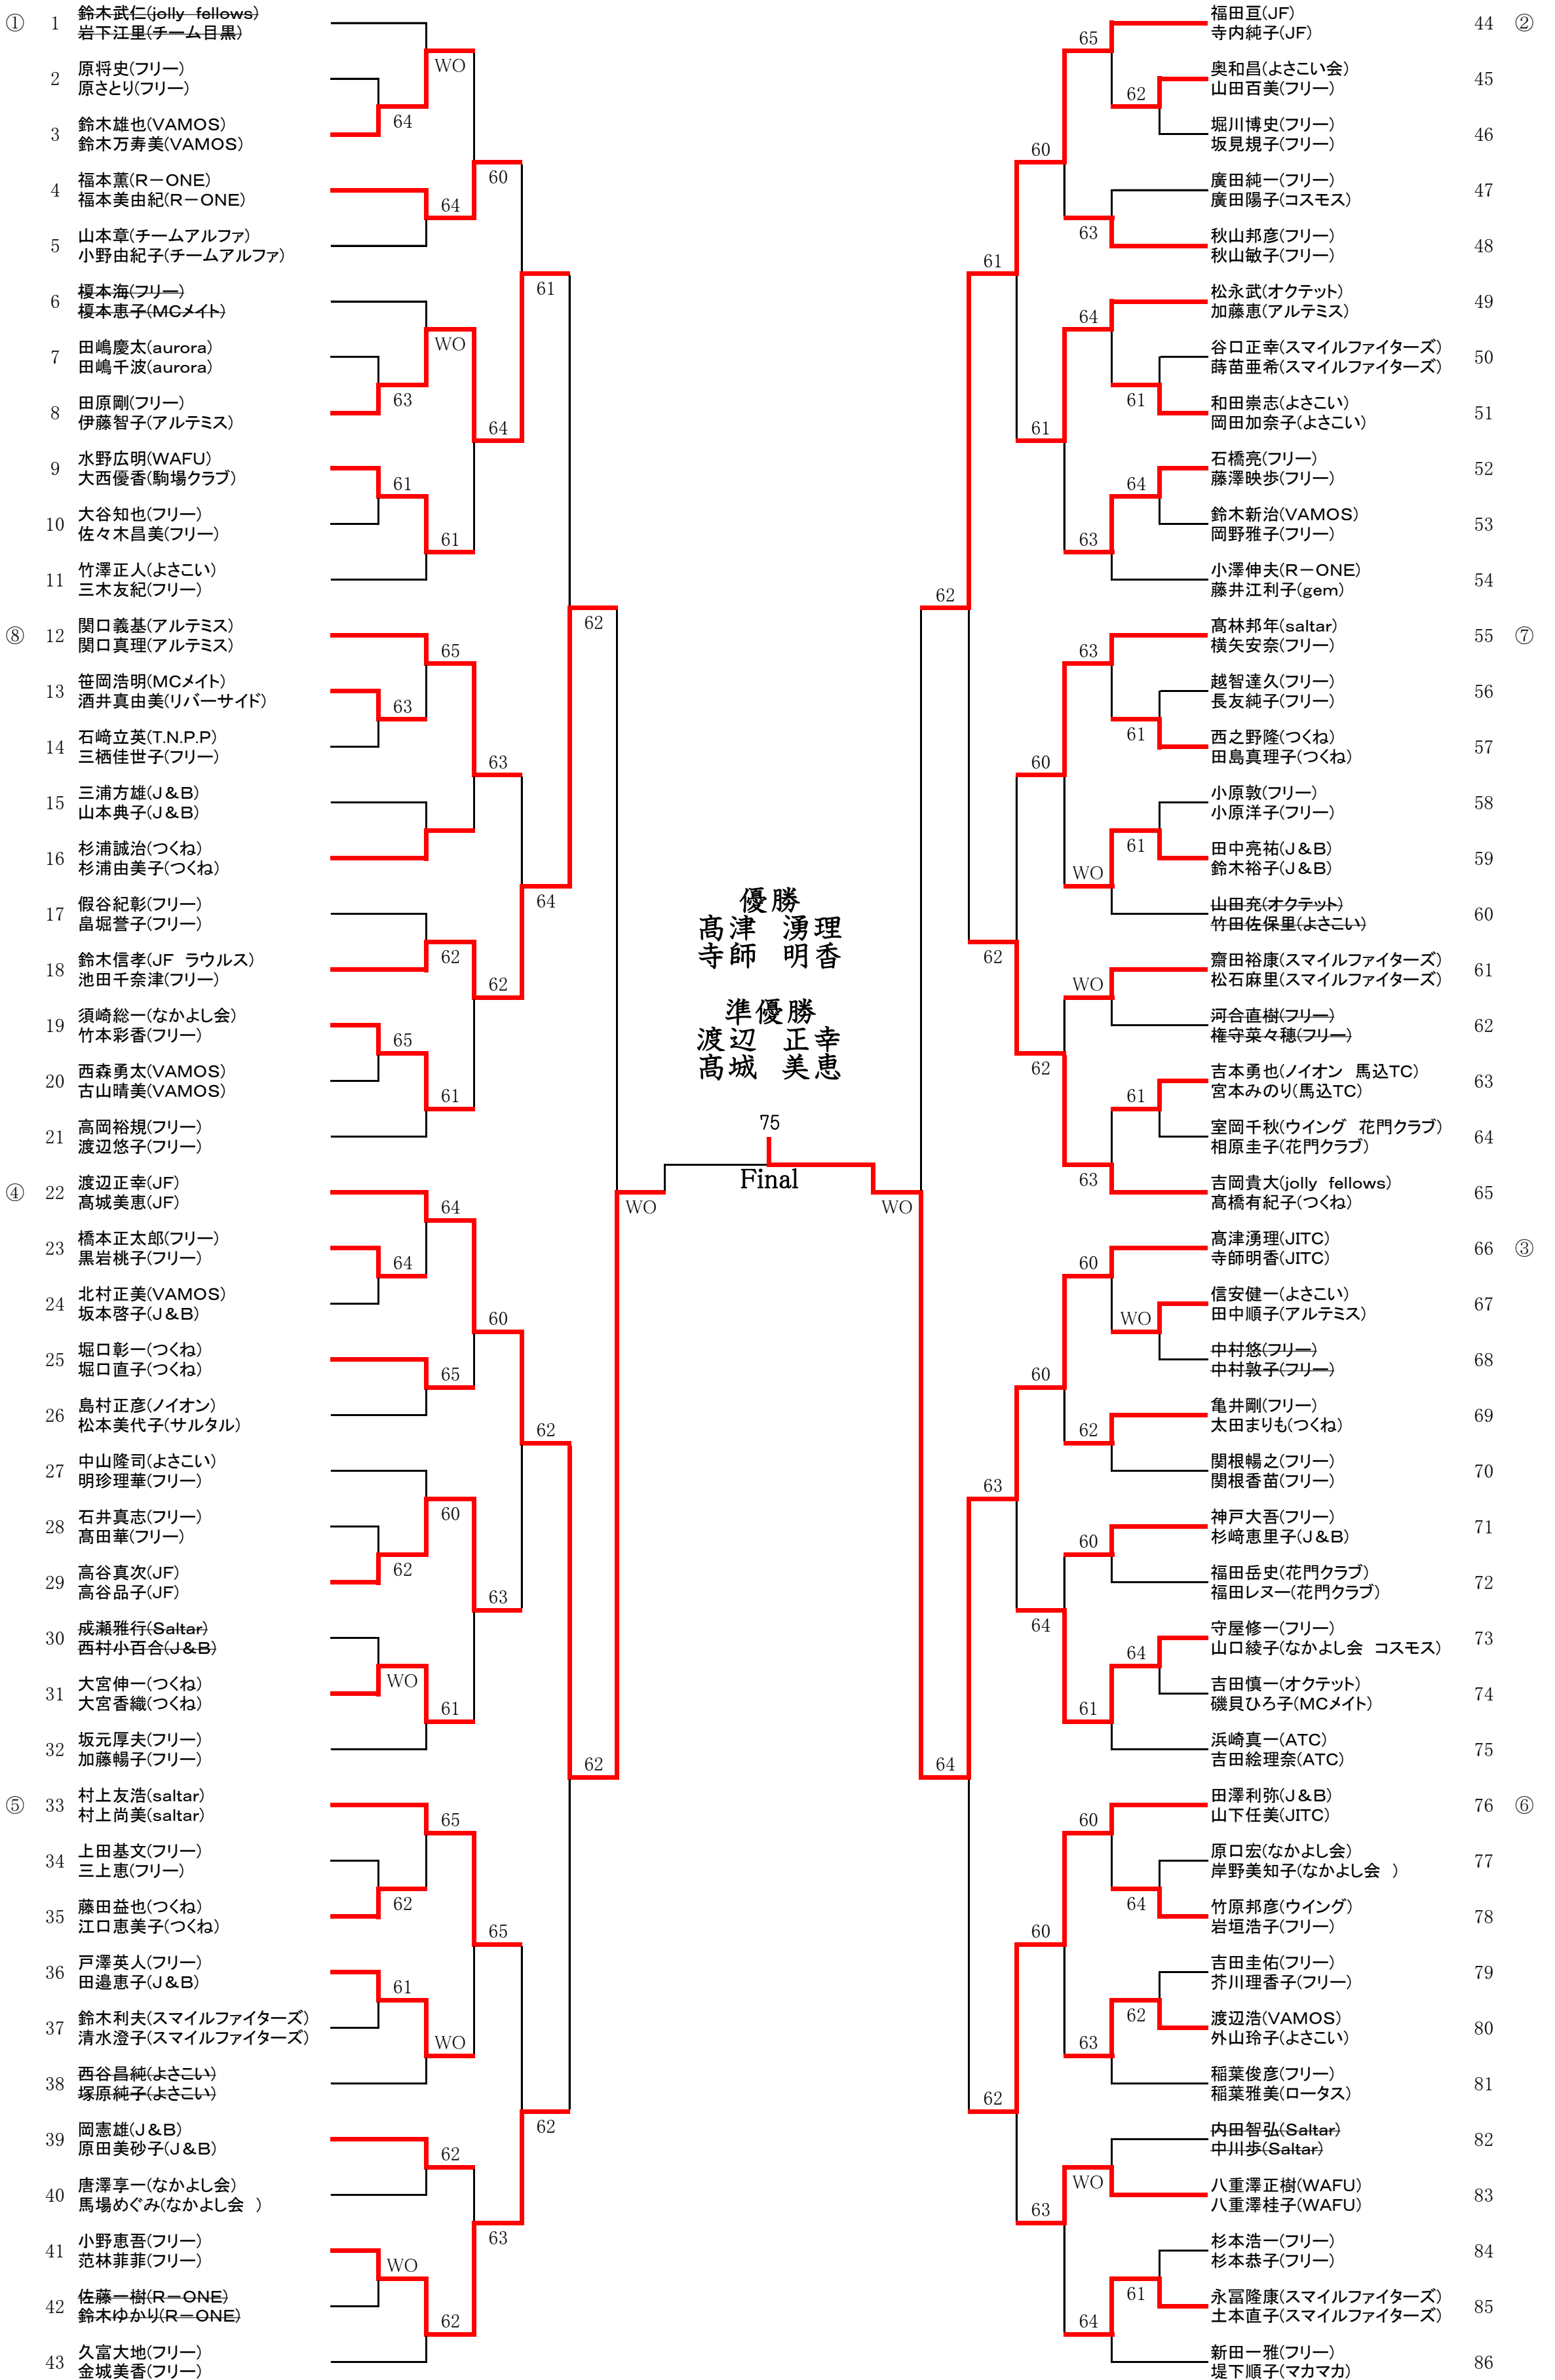 ① 1 鈴木武仁(jolly fellows)
岩下江里(チーム目黒)
WO
2 原将史(フリー)
原さとり(フリー)
64
3 鈴木雄也(VAMOS)
鈴木万寿美(VAMOS)
60
4 福本薫(R－ONE)
福本美由紀(R－ONE)
64
5 山本章(チームアルファ)
小野由紀子(チームアルファ)
61
6 榎本海(フリー)
榎本恵子(MCメイト)
WO
7 田嶋慶太(aurora)
田嶋千波(aurora)
63
8 田原剛(フリー)
伊藤智子(アルテミス)
64
9 水野広明(WAFU)
大西優香(駒場クラブ)
61
10 大谷知也(フリー)
佐々木昌美(フリー)
61
11 竹澤正人(よさこい)
三木友紀(フリー)
62
⑧ 12 関口義基(アルテミス)
関口真理(アルテミス)
65
13 笹岡浩明(MCメイト)
酒井真由美(リバーサイド)
63
14 石﨑立英(T.N.P.P)
三栖佳世子(フリー)
63
15 三浦方雄(J＆B)
山本典子(J＆B)
16 杉浦誠治(つくね)
杉浦由美子(つくね)
64
17 假谷紀彰(フリー)
畠堀誉子(フリー)
62
18 鈴木信孝(JF ラウルス)
池田千奈津(フリー)
62
19 須崎総一(なかよし会)
竹本彩香(フリー)
65
20 西森勇太(VAMOS)
古山晴美(VAMOS)
61
21 高岡裕規(フリー)
渡辺悠子(フリー)
④ 22 渡辺正幸(JF)
髙城美恵(JF)
64
WO
23 橋本正太郎(フリー)
黒岩桃子(フリー)
64
24 北村正美(VAMOS)
坂本啓子(J＆B)
60
25 堀口彰一(つくね)
堀口直子(つくね)
65
26 島村正彦(ノイオン)
松本美代子(サルタル)
62
27 中山隆司(よさこい)
明珍理華(フリー)
60
28 石井真志(フリー)
髙田華(フリー)
62
29 高谷真次(JF)
高谷品子(JF)
63
30 成瀬雅行(Saltar)
西村小百合(J＆B)
WO
31 大宮伸一(つくね)
大宮香織(つくね)
61
32 坂元厚夫(フリー)
加藤暢子(フリー)
62
⑤ 33 村上友浩(saltar)
村上尚美(saltar)
65
34 上田基文(フリー)
三上恵(フリー)
62
35 藤田益也(つくね)
江口恵美子(つくね)
65
36 戸澤英人(フリー)
田邉恵子(J＆B)
61
37 鈴木利夫(スマイルファイターズ)
清水澄子(スマイルファイターズ)
WO
38 西谷昌純(よさこい)
塚原純子(よさこい)
62
39 岡憲雄(J＆B)
原田美砂子(J＆B)
62
40 唐澤享一(なかよし会)
馬場めぐみ(なかよし会 )
63
41 小野恵吾(フリー)
范林菲菲(フリー)
WO
42 佐藤一樹(R－ONE)
鈴木ゆかり(R－ONE)
62
43 久富大地(フリー)
金城美香(フリー)
優勝
髙津 湧理
寺師 明香
準優勝
渡辺 正幸
髙城 美恵
75
Final
福田亘(JF) 44 ②
寺内純子(JF)
65
奥和昌(よさこい会) 45
山田百美(フリー)
62
堀川博史(フリー) 46
坂見規子(フリー)
60
廣田純一(フリー) 47
廣田陽子(コスモス)
63
秋山邦彦(フリー) 48
秋山敏子(フリー)
61
松永武(オクテット) 49
加藤恵(アルテミス)
64
谷口正幸(スマイルファイターズ) 50
蒔苗亜希(スマイルファイターズ)
61
和田崇志(よさこい) 51
岡田加奈子(よさこい)
61
石橋亮(フリー) 52
藤澤映歩(フリー)
64
鈴木新治(VAMOS) 53
岡野雅子(フリー)
63
小澤伸夫(R－ONE) 54
藤井江利子(gem)
62
髙林邦年(saltar) 55 ⑦
横矢安奈(フリー)
63
越智達久(フリー) 56
長友純子(フリー)
61
西之野隆(つくね) 57
田島真理子(つくね)
60
小原敦(フリー) 58
小原洋子(フリー)
61
田中亮祐(J＆B) 59
鈴木裕子(J＆B)
WO
山田充(オクテット) 60
竹田佐保里(よさこい)
62
齋田裕康(スマイルファイターズ) 61
松石麻里(スマイルファイターズ)
WO
河合直樹(フリー) 62
権守菜々穂(フリー)
62
吉本勇也(ノイオン 馬込TC) 63
宮本みのり(馬込TC)
61
室岡千秋(ウイング 花門クラブ) 64
相原圭子(花門クラブ)
63
吉岡貴大(jolly fellows) 65
髙橋有紀子(つくね)
WO
髙津湧理(JITC) 66 ③
寺師明香(JITC)
60
信安健一(よさこい) 67
田中順子(アルテミス)
WO
中村悠(フリー) 68
中村敦子(フリー)
60
亀井剛(フリー) 69
太田まりも(つくね)
62
関根暢之(フリー) 70
関根香苗(フリー)
63
神戸大吾(フリー) 71
杉﨑恵里子(J＆B)
60
福田岳史(花門クラブ) 72
福田レヌー(花門クラブ)
64
守屋修一(フリー) 73
山口綾子(なかよし会 コスモス)
64
吉田慎一(オクテット) 74
磯貝ひろ子(MCメイト)
61
浜崎真一(ATC) 75
吉田絵理奈(ATC)
64
田澤利弥(J＆B) 76 ⑥
山下任美(JITC)
60
原口宏(なかよし会) 77
岸野美知子(なかよし会 )
64
竹原邦彦(ウイング) 78
岩垣浩子(フリー)
60
吉田圭佑(フリー) 79
芥川理香子(フリー)
62
渡辺浩(VAMOS) 80
外山玲子(よさこい)
63
稲葉俊彦(フリー) 81
稲葉雅美(ロータス)
62
内田智弘(Saltar) 82
中川歩(Saltar)
WO
八重澤正樹(WAFU) 83
八重澤桂子(WAFU)
63
杉本浩一(フリー) 84
杉本恭子(フリー)
61
永冨隆康(スマイルファイターズ) 85
土本直子(スマイルファイターズ)
64
新田一雅(フリー) 86
堤下順子(マカマカ)